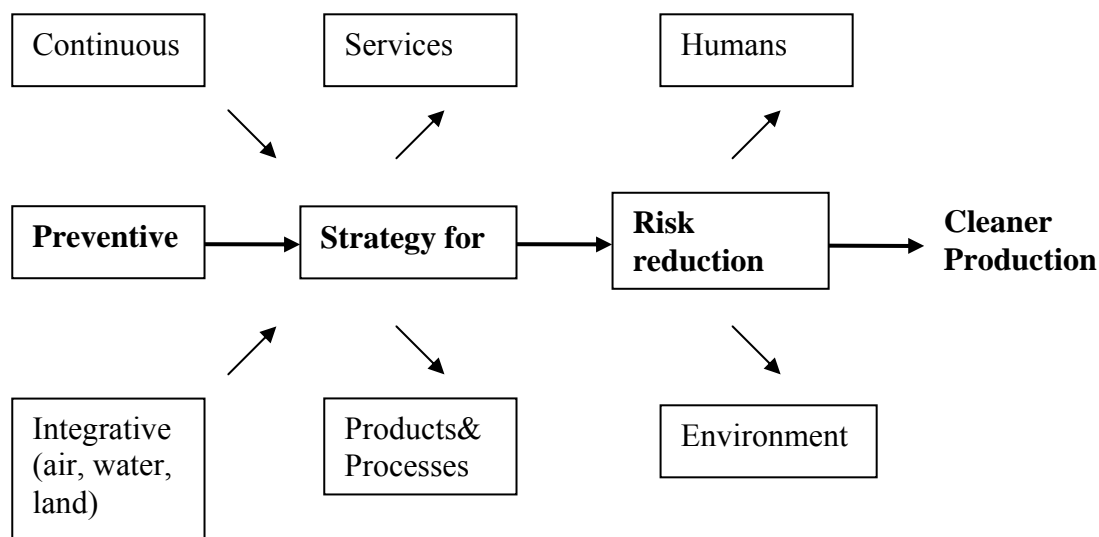 Continuous
Services
Humans
Preventive
Strategy for
Risk
reduction
Cleaner
Production
Integrative
(air, water,
land)
Products&
Processes
Environment